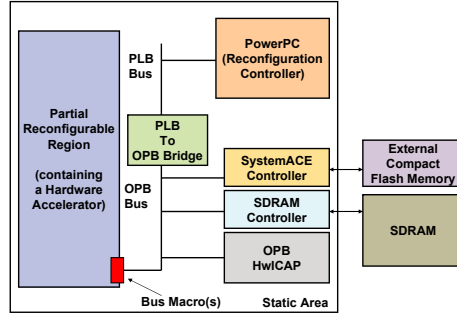 PowerPC
(Reconfiguration
Controller)
PLB
Bus
Partial
Reconfigurable
Region
(containing
a Hardware
Accelerator)
PLB
To
OPB Bridge
OPB
Bus
SystemACE
Controller
External
Compact
Flash Memory
SDRAM
Controller
SDRAM
OPB
HwICAP
Bus Macro(s)
Static Area